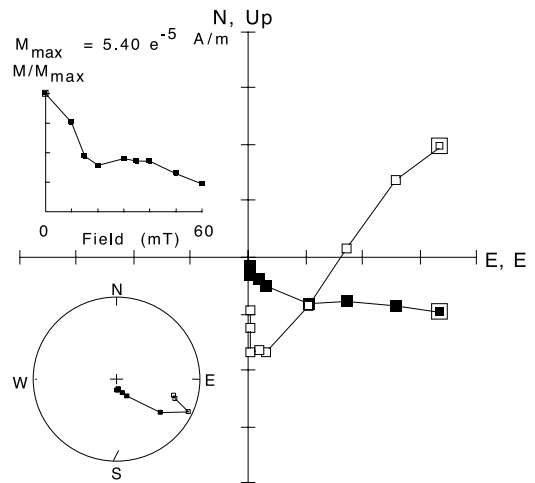 N, Up
M max = 5.40 e-5 A/m
M/M max
0 60
Field (mT)
E, E
N
W E
S